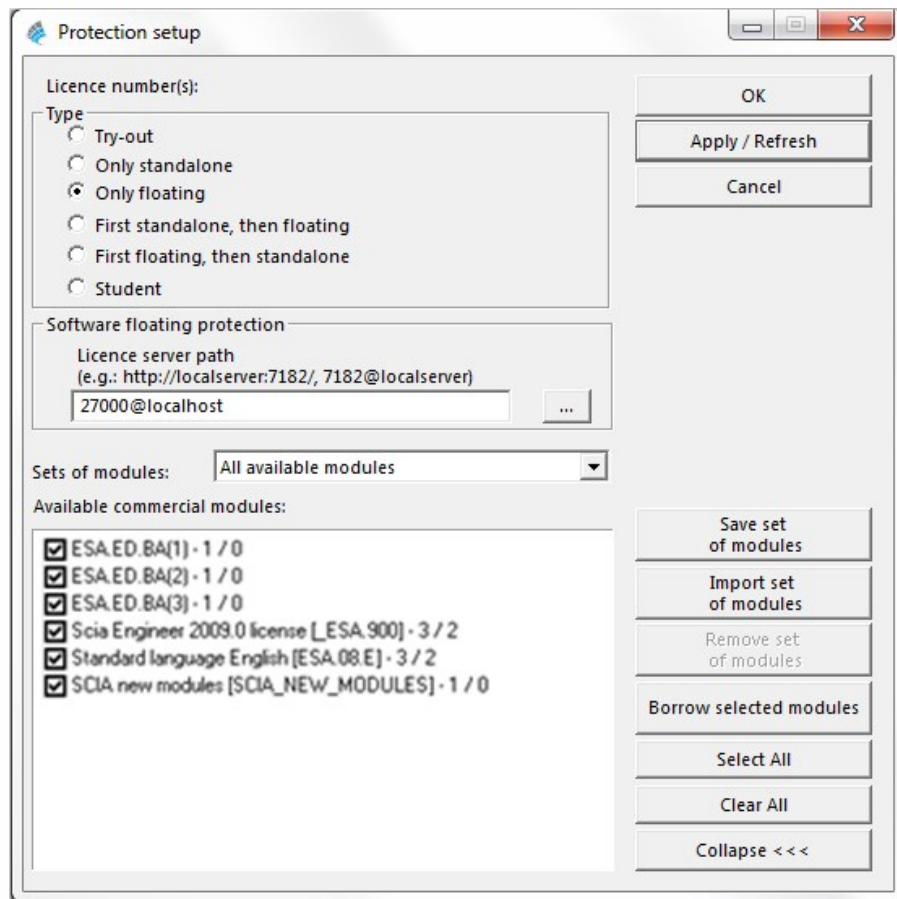 Protection setup
Licence number(s):
Type
Try-out
Only standalone
Only floating
First standalone, then floating
First floating, then standalone
Student
OK
Apply / Refresh
Cancel
Software floating protection
Licence server path
(e.g.: http://localserver:7182/, 7182@localserver)
27000@localhost
...
Sets of modules:
All available modules
Available commercial modules:
ESA.ED.BA(1) - 1 / 0
ESA.ED.BA(2) - 1 / 0
ESA.ED.BA(3) - 1 / 0
Scia Engineer 2009.0 license [_ESA.900] - 3 / 2
Standard language English [ESA.08.E] - 3 / 2
SCIA new modules [SCIA_NEW_MODULES] - 1 / 0
Save set
of modules
Import set
of modules
Remove set
of modules
Borrow selected modules
Select All
Clear All
Collapse <<<